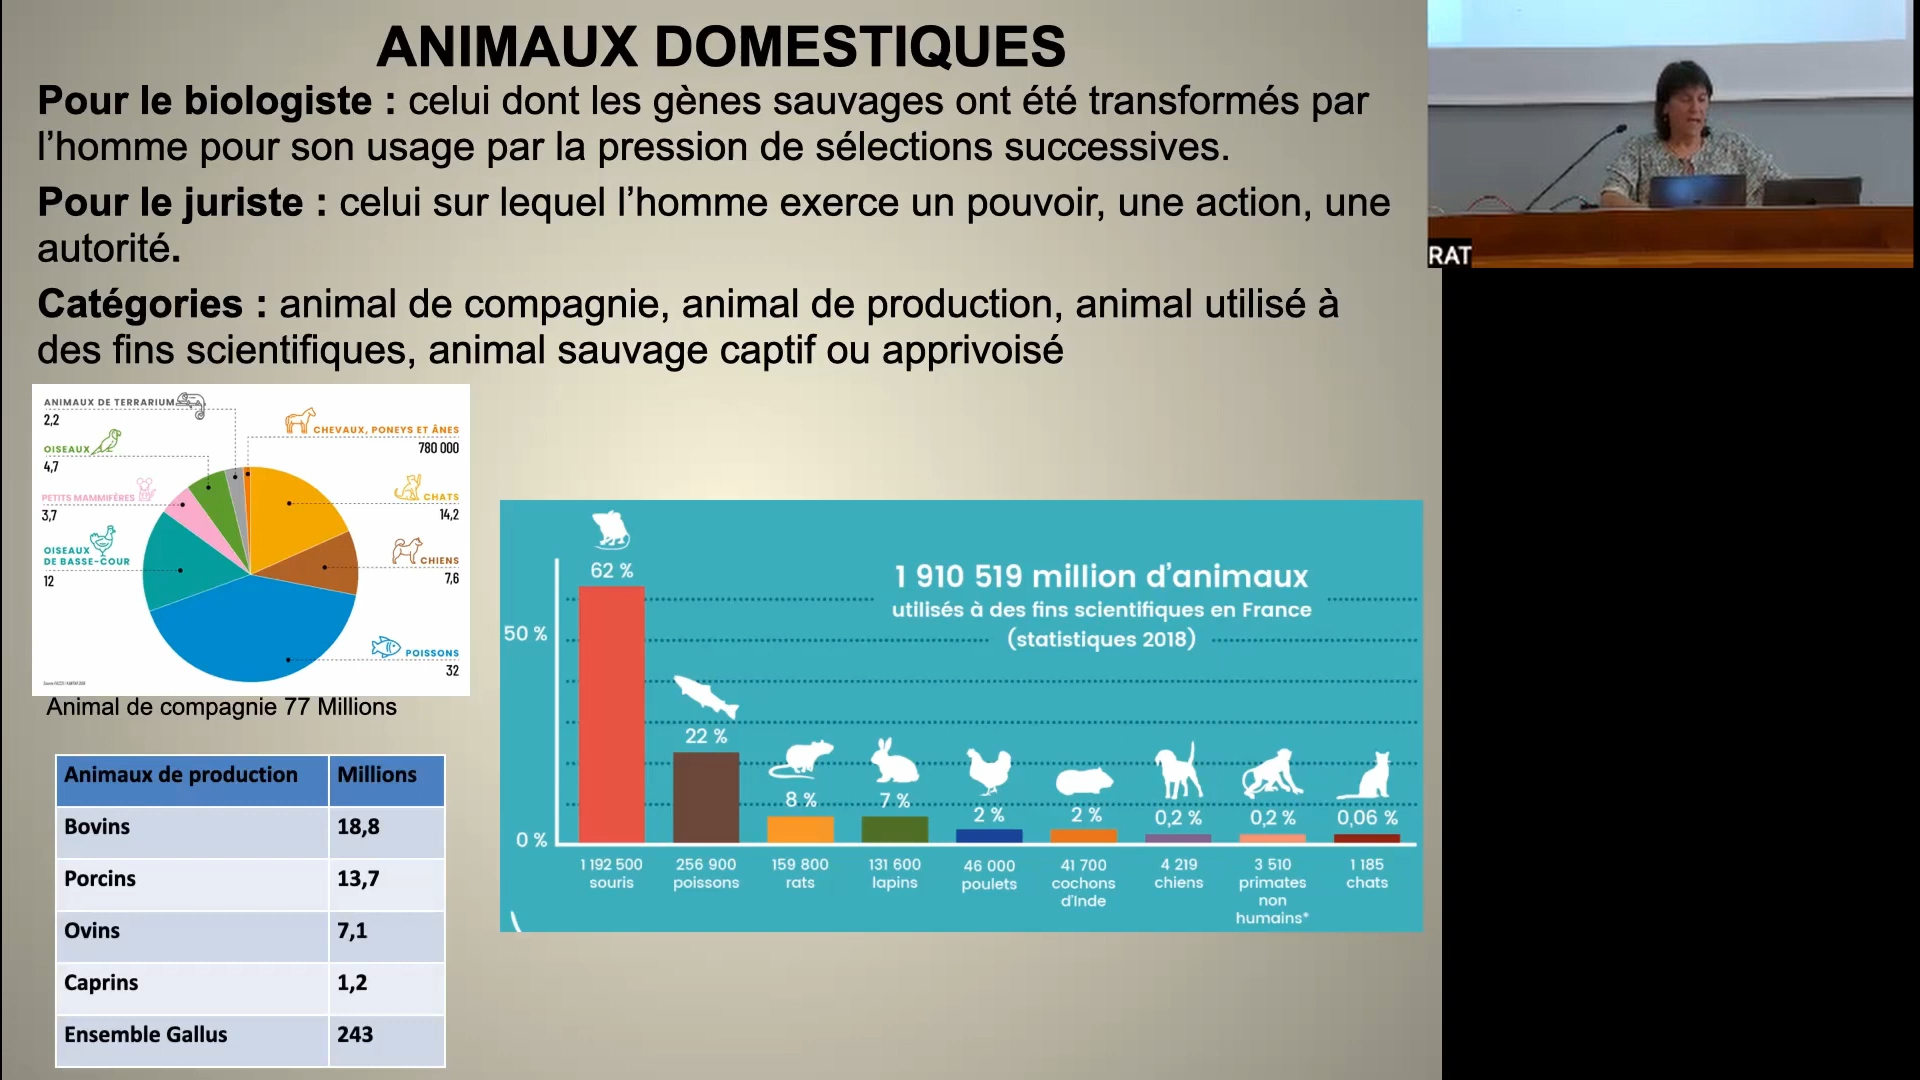 ANIMAUX DOMESTIQUES
Pour le biologiste : celui dont les gènes sauvages ont été transformés par
l’homme pour son usage par la pression de sélections successives.
Pour le juriste : celui sur lequel l’homme exerce un pouvoir, une action, une
autorité.
Catégories : animal de compagnie, animal de production, animal utilisé à
des fins scientifiques, animal sauvage captif ou apprivoisé
RAT
ANIMAUX DE TERRARIUM
2,2
OISEAUX
4,7
PETITS MAMMIFÈRES
3,7
OISEAUX
DE BASSE-COUR
12
CHEVAUX, PONEYS ET ÂNES
780 000
CHATS
14,2
CHIENS
7,6
POISSONS
32
Animal de compagnie 77 Millions
Animaux de production Millions
Bovins 18,8
Porcins 13,7
Ovins 7,1
Caprins 1,2
Ensemble Gallus 243
1 910 519 million d’animaux
utilisés à des fins scientifiques en France
(statistiques 2018)
50 %
0 %
62 %
22 %
8 %
7 %
2 %
2 %
0,2 %
0,2 %
0,06 %
1 192 500
souris
256 900
poissons
159 800
rats
131 600
lapins
46 000
poulets
41 700
cochons
d’Inde
4 219
chiens
3 510
primates
non
humains*
1 185
chats